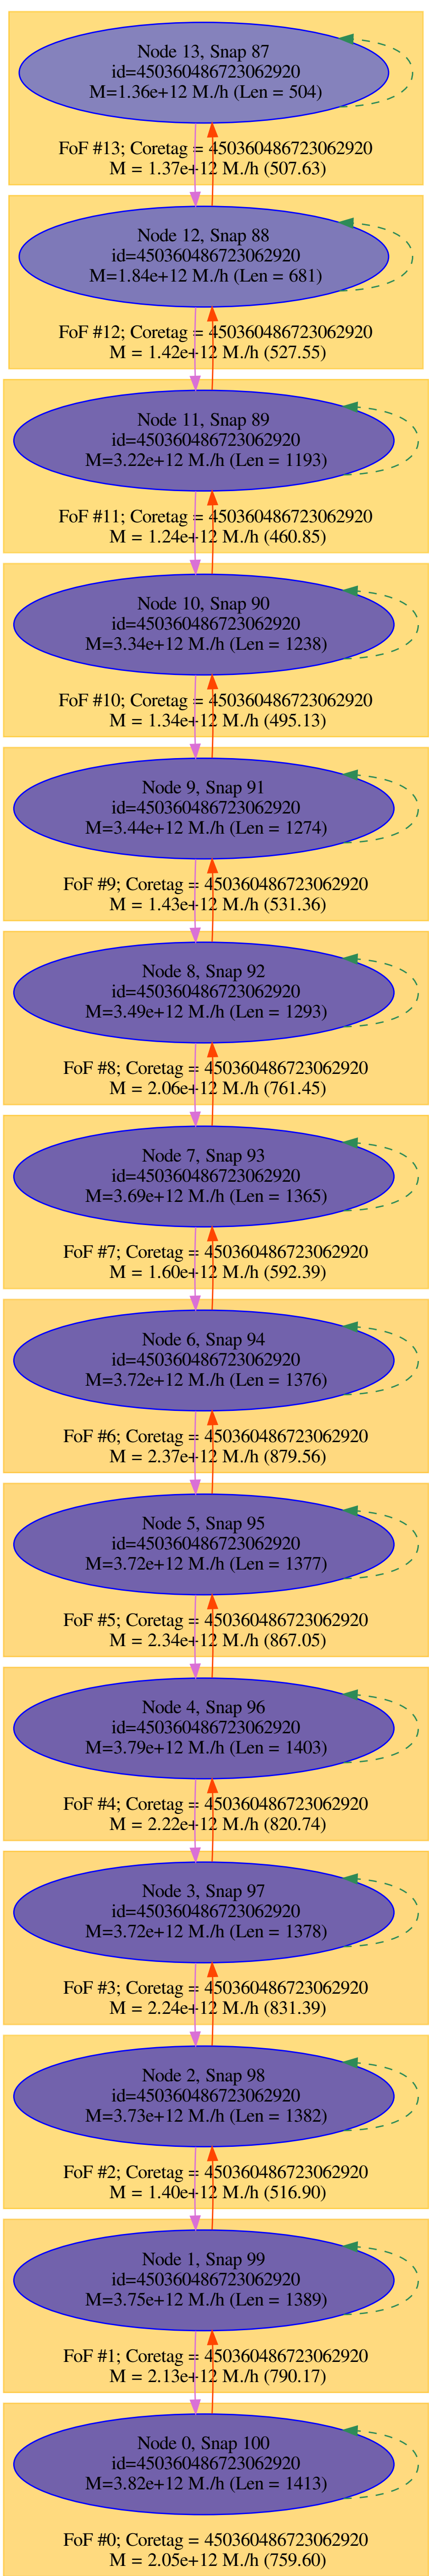 Node 13, Snap 87
id=450360486723062920
M=1.36e+12 M./h (Len = 504)
FoF #13; Coretag = 450360486723062920
M = 1.37e+12 M./h (507.63)
Node 12, Snap 88
id=450360486723062920
M=1.84e+12 M./h (Len = 681)
FoF #12; Coretag = 450360486723062920
M = 1.42e+12 M./h (527.55)
Node 11, Snap 89
id=450360486723062920
M=3.22e+12 M./h (Len = 1193)
FoF #11; Coretag = 450360486723062920
M = 1.24e+12 M./h (460.85)
Node 10, Snap 90
id=450360486723062920
M=3.34e+12 M./h (Len = 1238)
FoF #10; Coretag = 450360486723062920
M = 1.34e+12 M./h (495.13)
Node 9, Snap 91
id=450360486723062920
M=3.44e+12 M./h (Len = 1274)
FoF #9; Coretag = 450360486723062920
M = 1.43e+12 M./h (531.36)
Node 8, Snap 92
id=450360486723062920
M=3.49e+12 M./h (Len = 1293)
FoF #8; Coretag = 450360486723062920
M = 2.06e+12 M./h (761.45)
Node 7, Snap 93
id=450360486723062920
M=3.69e+12 M./h (Len = 1365)
FoF #7; Coretag = 450360486723062920
M = 1.60e+12 M./h (592.39)
Node 6, Snap 94
id=450360486723062920
M=3.72e+12 M./h (Len = 1376)
FoF #6; Coretag = 450360486723062920
M = 2.37e+12 M./h (879.56)
Node 5, Snap 95
id=450360486723062920
M=3.72e+12 M./h (Len = 1377)
FoF #5; Coretag = 450360486723062920
M = 2.34e+12 M./h (867.05)
Node 4, Snap 96
id=450360486723062920
M=3.79e+12 M./h (Len = 1403)
FoF #4; Coretag = 450360486723062920
M = 2.22e+12 M./h (820.74)
Node 3, Snap 97
id=450360486723062920
M=3.72e+12 M./h (Len = 1378)
FoF #3; Coretag = 450360486723062920
M = 2.24e+12 M./h (831.39)
Node 2, Snap 98
id=450360486723062920
M=3.73e+12 M./h (Len = 1382)
FoF #2; Coretag = 450360486723062920
M = 1.40e+12 M./h (516.90)
Node 1, Snap 99
id=450360486723062920
M=3.75e+12 M./h (Len = 1389)
FoF #1; Coretag = 450360486723062920
M = 2.13e+12 M./h (790.17)
Node 0, Snap 100
id=450360486723062920
M=3.82e+12 M./h (Len = 1413)
FoF #0; Coretag = 450360486723062920
M = 2.05e+12 M./h (759.60)